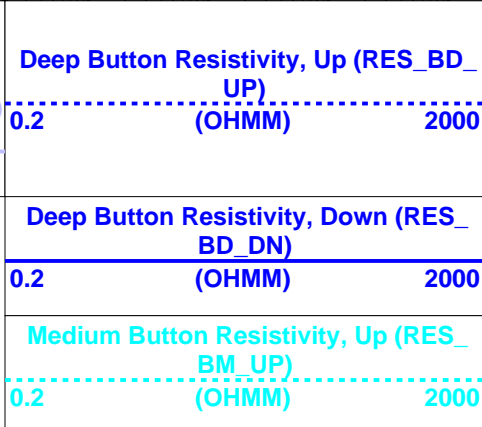 Deep Button Resistivity, Up (RES_BD_
UP)
0.2 (OHMM) 2000
Deep Button Resistivity, Down (RES_
BD_DN)
0.2 (OHMM) 2000
Medium Button Resistivity, Up (RES_
BM_UP)
0.2 (OHMM) 2000